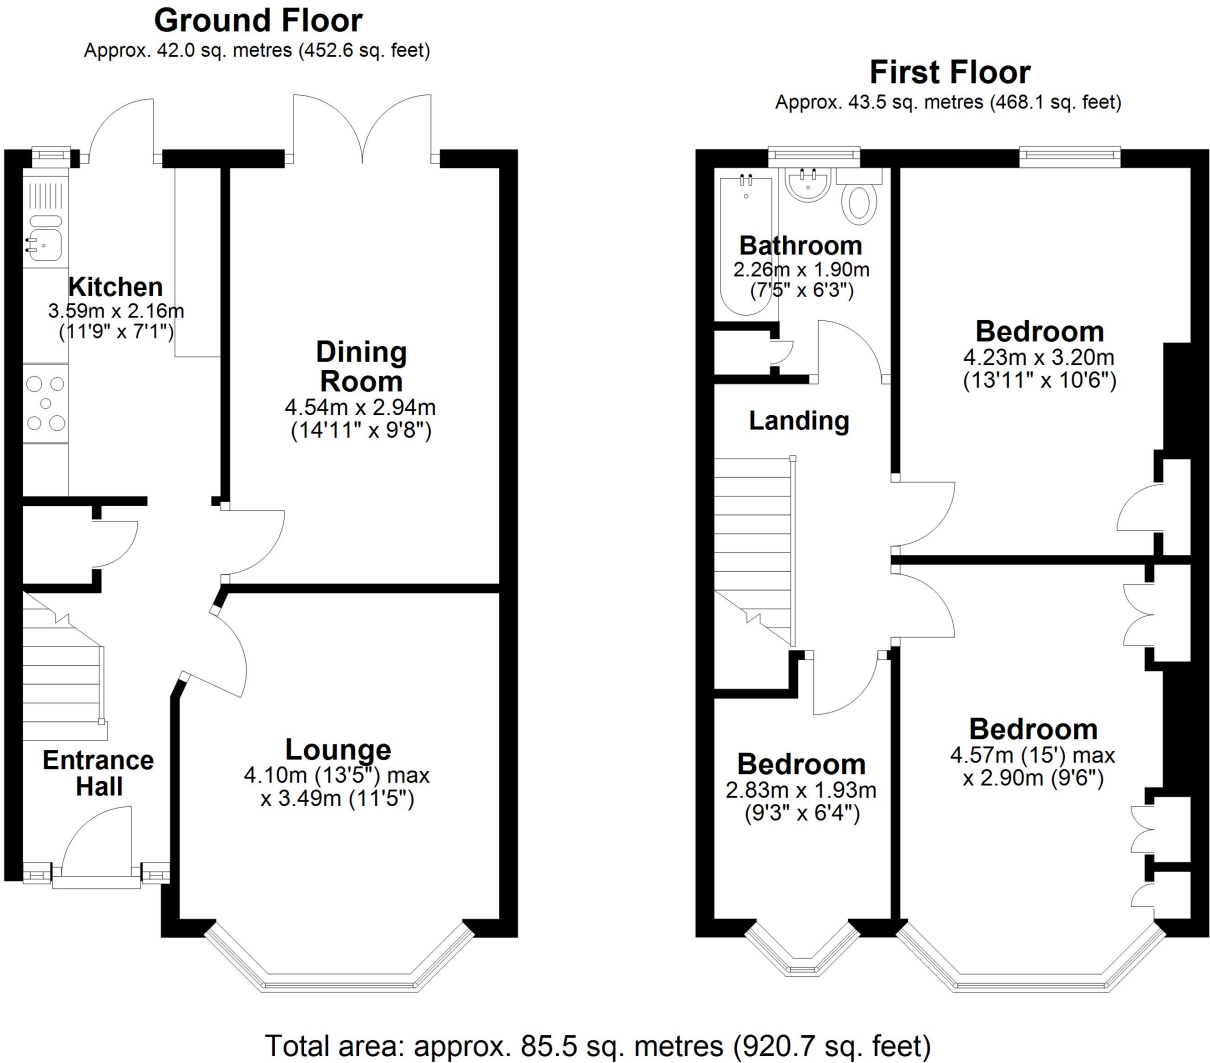 Ground Floor
Approx. 42.0 sq. metres (452.6 sq. feet)
Kitchen
3.59m x 2.16m
(11'9" x 7'1")
Dining
Room
4.54m x 2.94m
(14'11" x 9'8")
Lounge
4.10m (13'5") max
x 3.49m (11'5")
Entrance
Hall
First Floor
Approx. 43.5 sq. metres (468.1 sq. feet)
Bathroom
2.26m x 1.90m
(7'5" x 6'3")
Bedroom
4.23m x 3.20m
(13'11" x 10'6")
Landing
Bedroom
4.57m (15') max
x 2.90m (9'6")
Bedroom
2.83m x 1.93m
(9'3" x 6'4")
Total area: approx. 85.5 sq. metres (920.7 sq. feet)